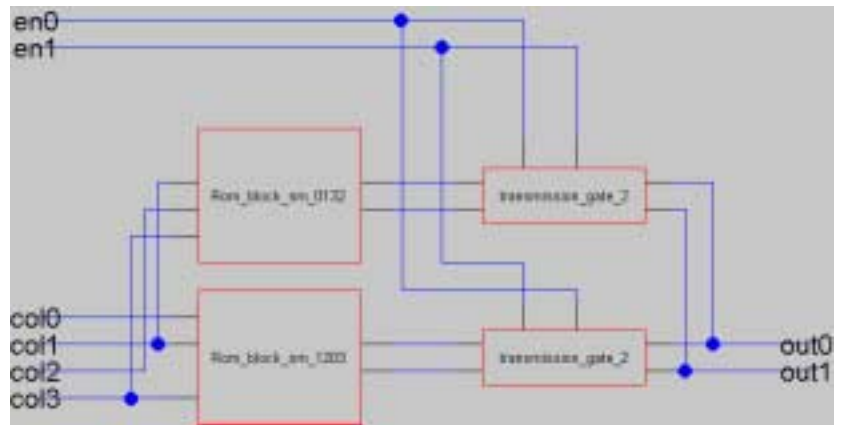 en0
en1
Rom_block_sm_0132
transmission_gate_2
col0
col1
col2
col3
Rom_block_sm_1203
transmission_gate_2
out0
out1